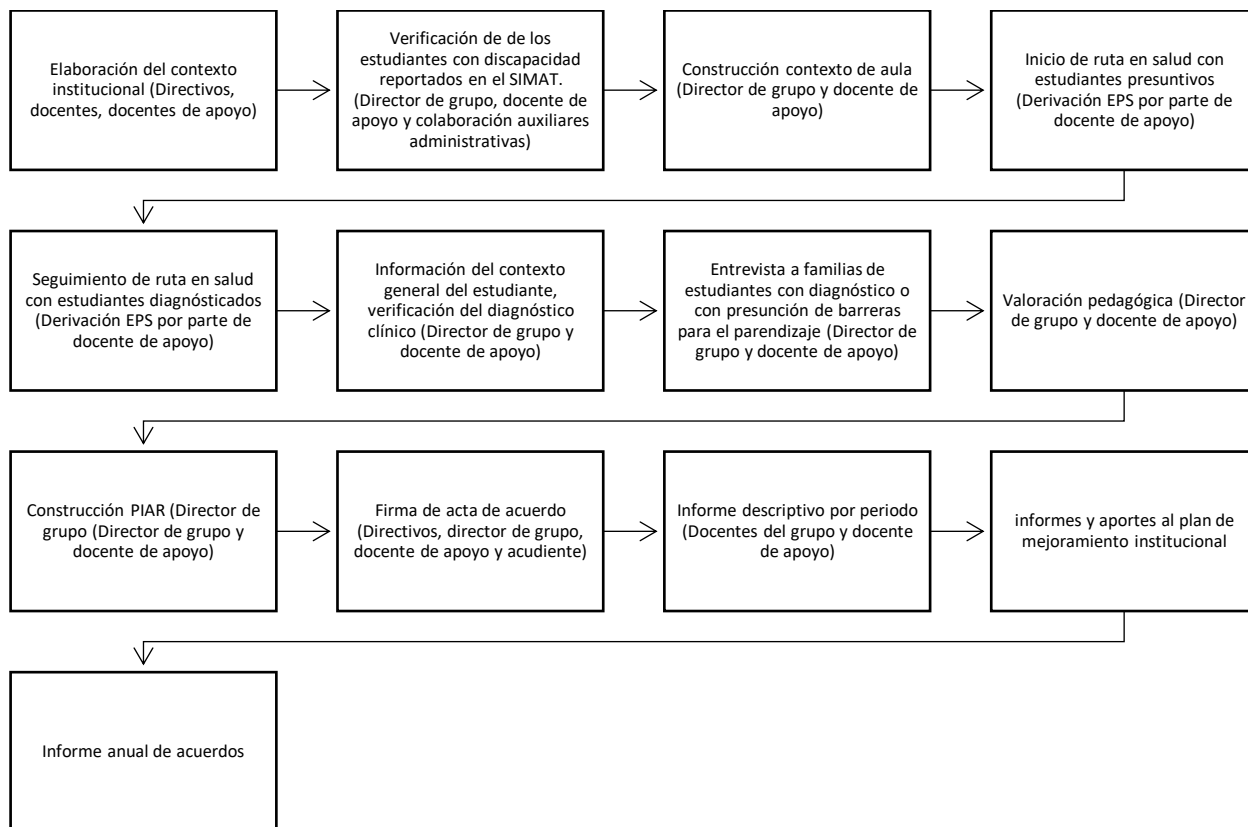 Elaboración del contexto
institucional (Directivos,
docentes, docentes de apoyo)
Verificación de de los
estudiantes con discapacidad
reportados en el SIMAT.
(Director de grupo, docente de
apoyo y colaboración auxiliares
administrativas)
Construcción contexto de aula
(Director de grupo y docente de
apoyo)
Inicio de ruta en salud con
estudiantes presuntivos
(Derivación EPS por parte de
docente de apoyo)
Seguimiento de ruta en salud
con estudiantes diagnósticados
(Derivación EPS por parte de
docente de apoyo)
Información del contexto
general del estudiante,
verificación del diagnóstico
clínico (Director de grupo y
docente de apoyo)
Entrevista a familias de
estudiantes con diagnóstico o
con presunción de barreras
para el parendizaje (Director de
grupo y docente de apoyo)
Valoración pedagógica (Director
de grupo y docente de apoyo)
Construcción PIAR (Director de
grupo (Director de grupo y
docente de apoyo)
Firma de acta de acuerdo
(Directivos, director de grupo,
docente de apoyo y acudiente)
Informe descriptivo por periodo
(Docentes del grupo y docente
de apoyo)
informes y aportes al plan de
mejoramiento institucional
Informe anual de acuerdos